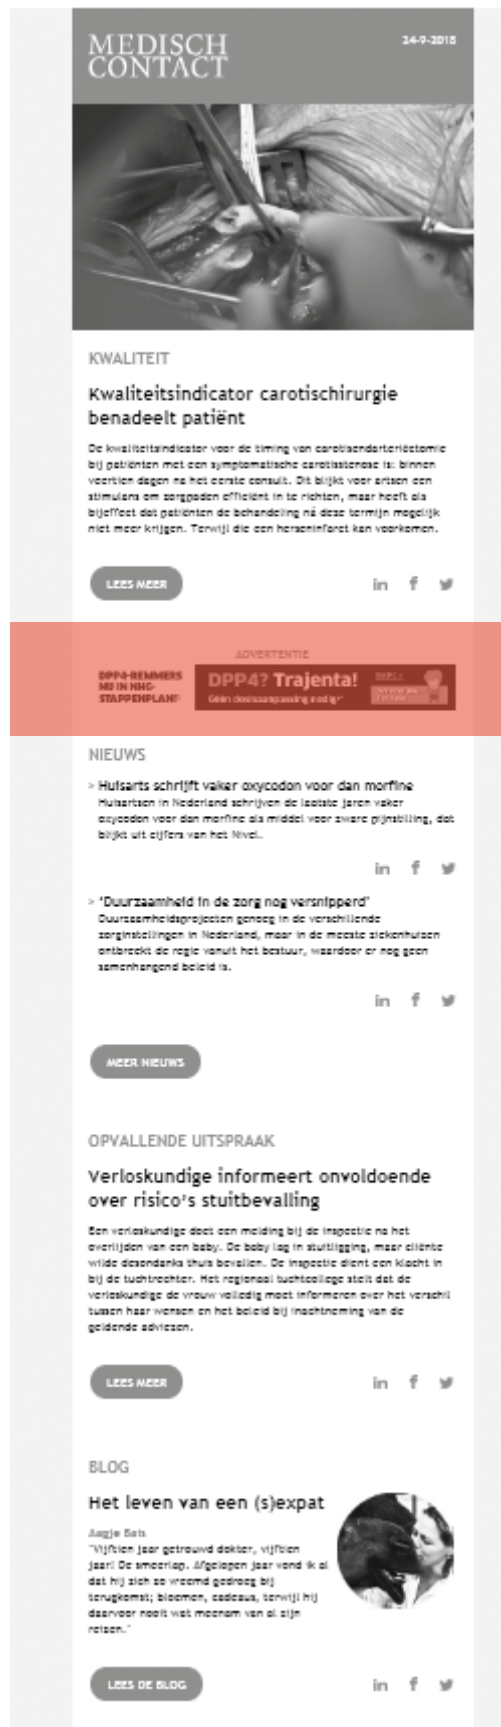 MEDISCH
CONTACT
24-9-2018
KWALITEIT
Kwaliteitsindicator carotischirurgie
benadeelt patiënt
De kwaliteitsindicator voor de timing van carotisendarteriëctomie
bij patiënten met een symptomatische carotisstenose is: binnen
veertien dagen na het eerste consult. Dit blijkt voor artsen een
stimulans om zorgpaden efficiënt in te richten, maar heeft als
bijeffect dat patiënten de behandeling ná deze termijn mogelijk
niet meer krijgen. Terwijl die een herseninfarct kan voorkomen.
LEES MEER
in f
ADVERTENTIE
DPP4-REMMERS
NU IN NHG-
STAPPENPLAN!
DPP4? Trajenta!
Géén dosisaanpassing nodig
NIEUWS
> Huisarts schrijft vaker oxycodon voor dan morfine
Huisartsen in Nederland schrijven de laatste jaren vaker
oxycodon voor dan morfine als middel voor zware pijnstilling, dat
blijkt uit cijfers van het Nivel.
in f
> 'Duurzaamheid in de zorg nog versnipperd'
Duurzaamheidsprojecten genoeg in de verschillende
zorginstellingen in Nederland, maar in de meeste ziekenhuizen
ontbreekt de regie vanuit het bestuur, waardoor er nog geen
samenhangend beleid is.
in f
MEER NIEUWS
OPVALLENDE UITSPRAAK
Verloskundige informeert onvoldoende
over risico's stuitbevalling
Een verloskundige doet een melding bij de inspectie na het
overlijden van een baby. De baby lag in stuitligging, maar cliënte
wilde desondanks thuis bevallen. De inspectie dient een klacht in
bij de tuchtrechter. Het regionaal tuchtcollege stelt dat de
verloskundige de vrouw volledig moet informeren over het verschil
tussen haar wensen en het beleid bij inachtneming van de
geldende adviezen.
LEES MEER
in f
BLOG
Het leven van een (s)expat
Aagje Bais
"Vijftien jaar getrouwd dokter, vijftien
jaar! De smeerlap. Afgelopen jaar vond ik al
dat hij zich zo vreemd gedroeg bij
terugkomst; bloemen, cadeaus, terwijl hij
daarvoor nooit wat meenam van al zijn
reizen."
LEES DE BLOG
in f